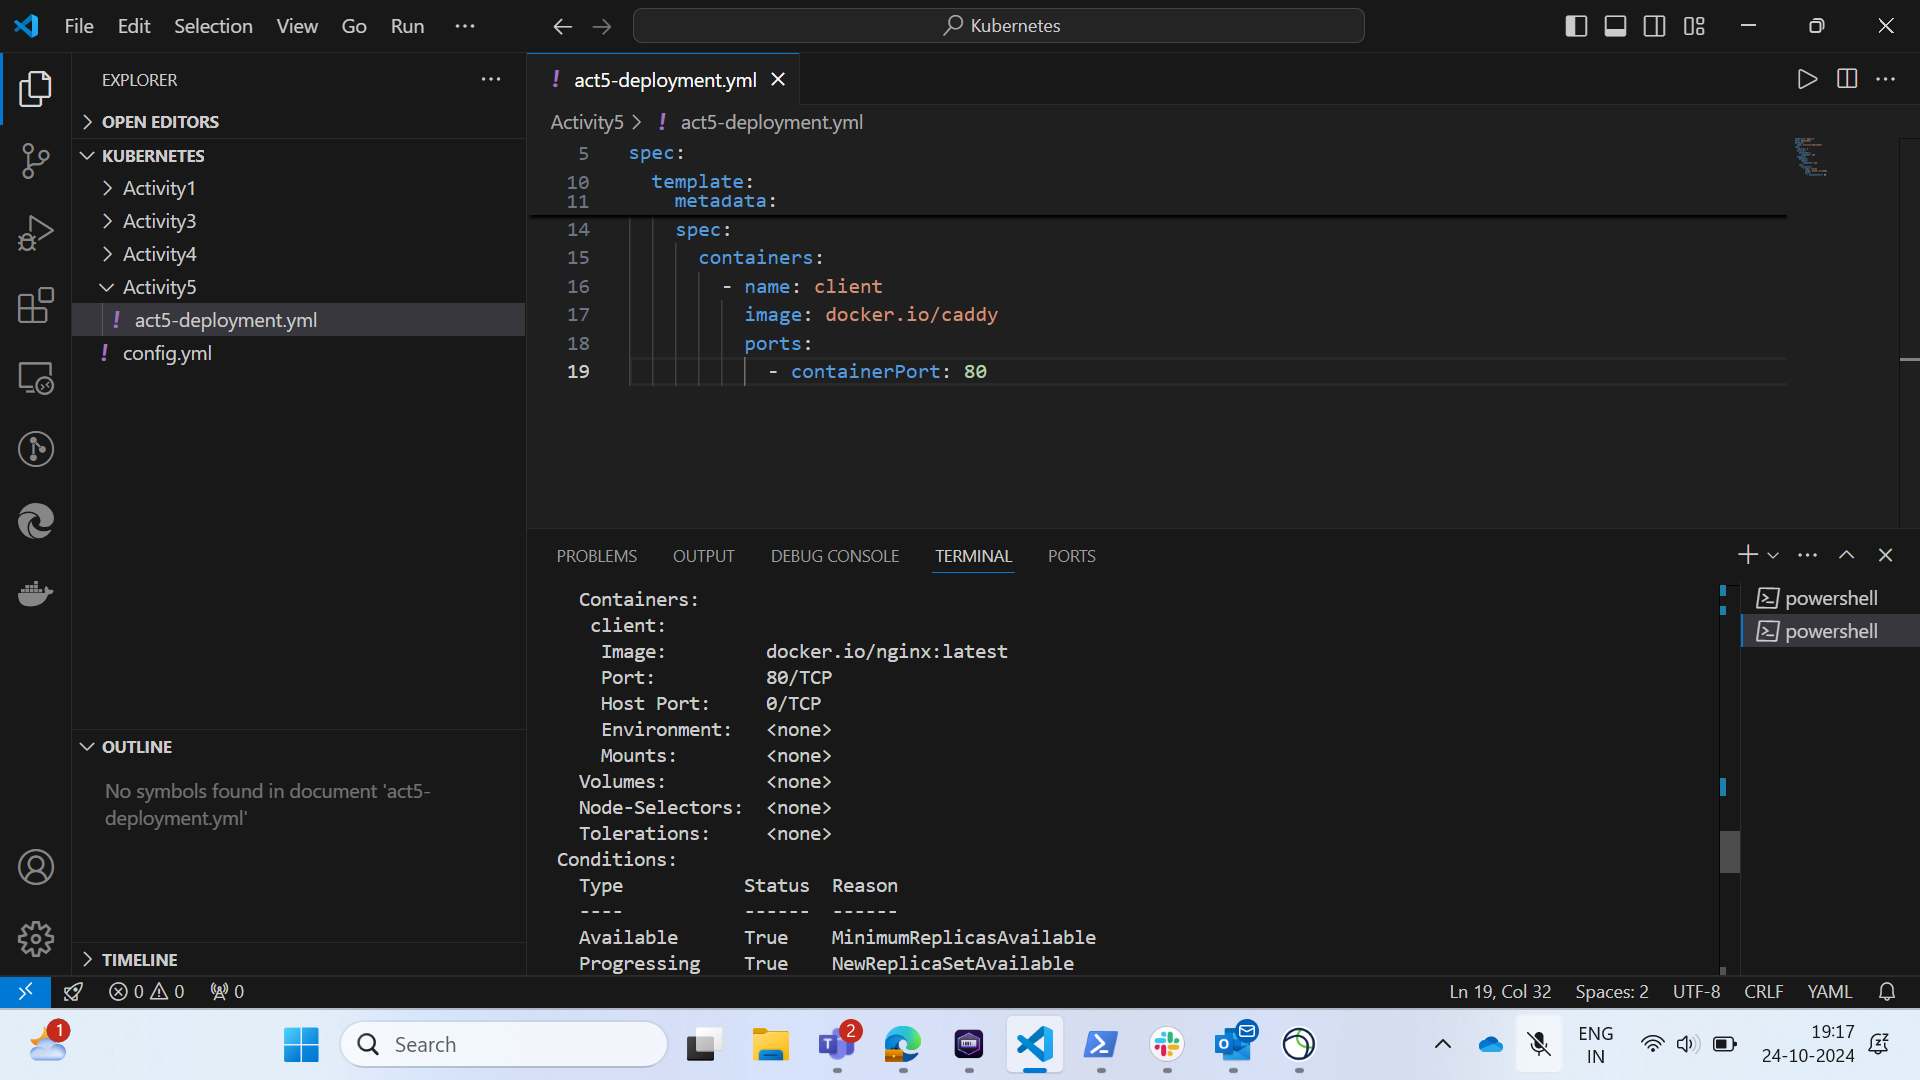 File Edit Selection View Go Run ···
Kubernetes
EXPLORER
OPEN EDITORS
KUBERNETES
Activity1
Activity3
Activity4
Activity5
! act5-deployment.yml
! config.yml
OUTLINE
No symbols found in document 'act5-
deployment.yml'
TIMELINE
! act5-deployment.yml
Activity5 > ! act5-deployment.yml
5 spec:
10 template:
11 metadata:
14 spec:
15 containers:
16 - name: client
17 image: docker.io/caddy
18 ports:
19 - containerPort: 80
PROBLEMS OUTPUT DEBUG CONSOLE TERMINAL PORTS
Containers:
client:
Image: docker.io/nginx:latest
Port: 80/TCP
Host Port: 0/TCP
Environment: <none>
Mounts: <none>
Volumes: <none>
Node-Selectors: <none>
Tolerations: <none>
Conditions:
Type Status Reason
---- ------ ------
Available True MinimumReplicasAvailable
Progressing True NewReplicaSetAvailable
powershell
powershell
0 0 0
Ln 19, Col 32 Spaces: 2 UTF-8 CRLF YAML
1
Search
2
ENG
IN
19:17
24-10-2024